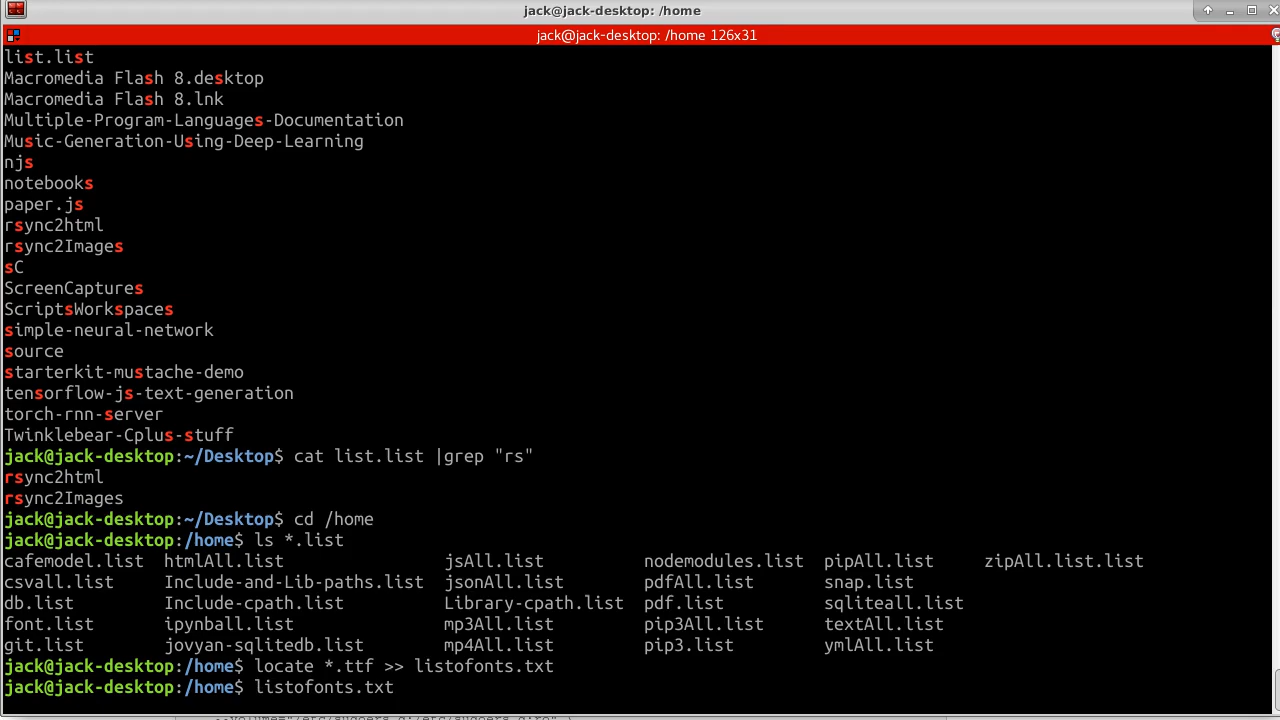 jack@jack-desktop: /home
jack@jack-desktop: /home 126x31
list.list
Macromedia Flash 8.desktop
Macromedia Flash 8.lnk
Multiple-Program-Languages-Documentation
Music-Generation-Using-Deep-Learning
njs
notebooks
paper.js
rsync2html
rsync2Images
sC
ScreenCaptures
ScriptsWorkspaces
simple-neural-network
source
starterkit-mustache-demo
tensorflow-js-text-generation
torch-rnn-server
Twinklebear-Cplus-stuff
jack@jack-desktop:~/Desktop$ cat list.list |grep "rs"
rsync2html
rsync2Images
jack@jack-desktop:~/Desktop$ cd /home
jack@jack-desktop:/home$ ls *.list
cafemodel.list htmlAll.list jsAll.list nodemodules.list pipAll.list zipAll.list.list
csvall.list Include-and-Lib-paths.list jsonAll.list pdfAll.list snap.list
db.list Include-cpath.list Library-cpath.list pdf.list sqliteall.list
font.list ipynball.list mp3All.list pip3All.list textAll.list
git.list jovyan-sqlitedb.list mp4All.list pip3.list ymlAll.list
jack@jack-desktop:/home$ locate *.ttf >> listofonts.txt
jack@jack-desktop:/home$ listofonts.txt